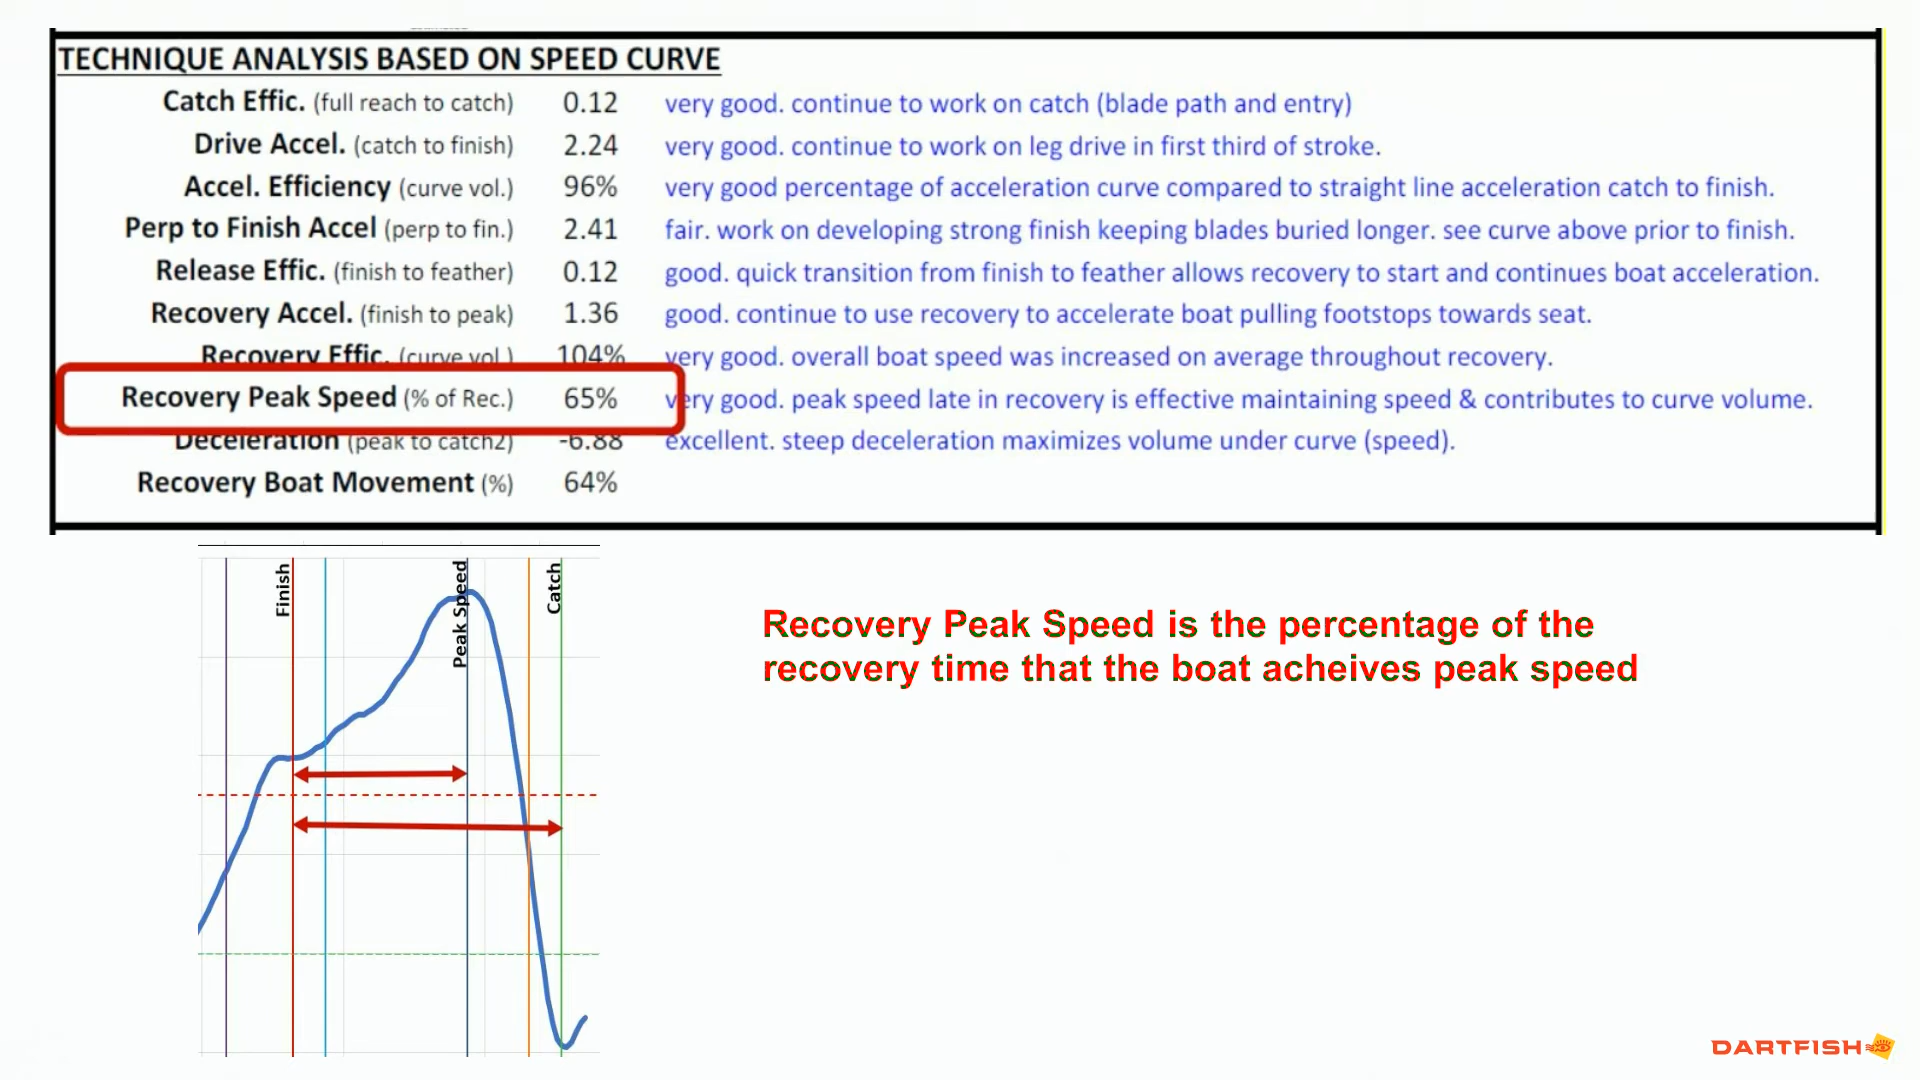 TECHNIQUE ANALYSIS BASED ON SPEED CURVE
Catch Effic. (full reach to catch) 0.12 very good. continue to work on catch (blade path and entry)
Drive Accel. (catch to finish) 2.24 very good. continue to work on leg drive in first third of stroke.
Accel. Efficiency (curve vol.) 96% very good percentage of acceleration curve compared to straight line acceleration catch to finish.
Perp to Finish Accel (perp to fin.) 2.41 fair. work on developing strong finish keeping blades buried longer. see curve above prior to finish.
Release Effic. (finish to feather) 0.12 good. quick transition from finish to feather allows recovery to start and continues boat acceleration.
Recovery Accel. (finish to peak) 1.36 good. continue to use recovery to accelerate boat pulling footstops towards seat.
Recovery Effic. (curve vol.) 104% very good. overall boat speed was increased on average throughout recovery.
Recovery Peak Speed (% of Rec.) 65% very good. peak speed late in recovery is effective maintaining speed & contributes to curve volume.
Deceleration (peak to catch2) -6.88 excellent. steep deceleration maximizes volume under curve (speed).
Recovery Boat Movement (%) 64%
Finish
Peak Speed
Catch
Recovery Peak Speed is the percentage of the
recovery time that the boat acheives peak speed
DARTFISH